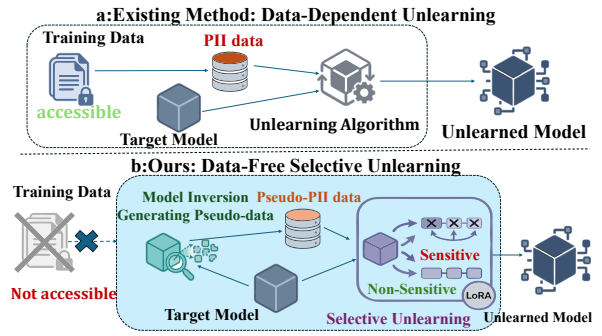 a:Existing Method: Data-Dependent Unlearning
Training Data
PII data
accessible
Target Model
Unlearning Algorithm
Unlearned Model
b:Ours: Data-Free Selective Unlearning
Training Data
Model Inversion
Generating Pseudo-data
Pseudo-PII data
Sensitive
Non-Sensitive
Not accessible
Target Model
LoRA
Selective Unlearning
Unlearned Model